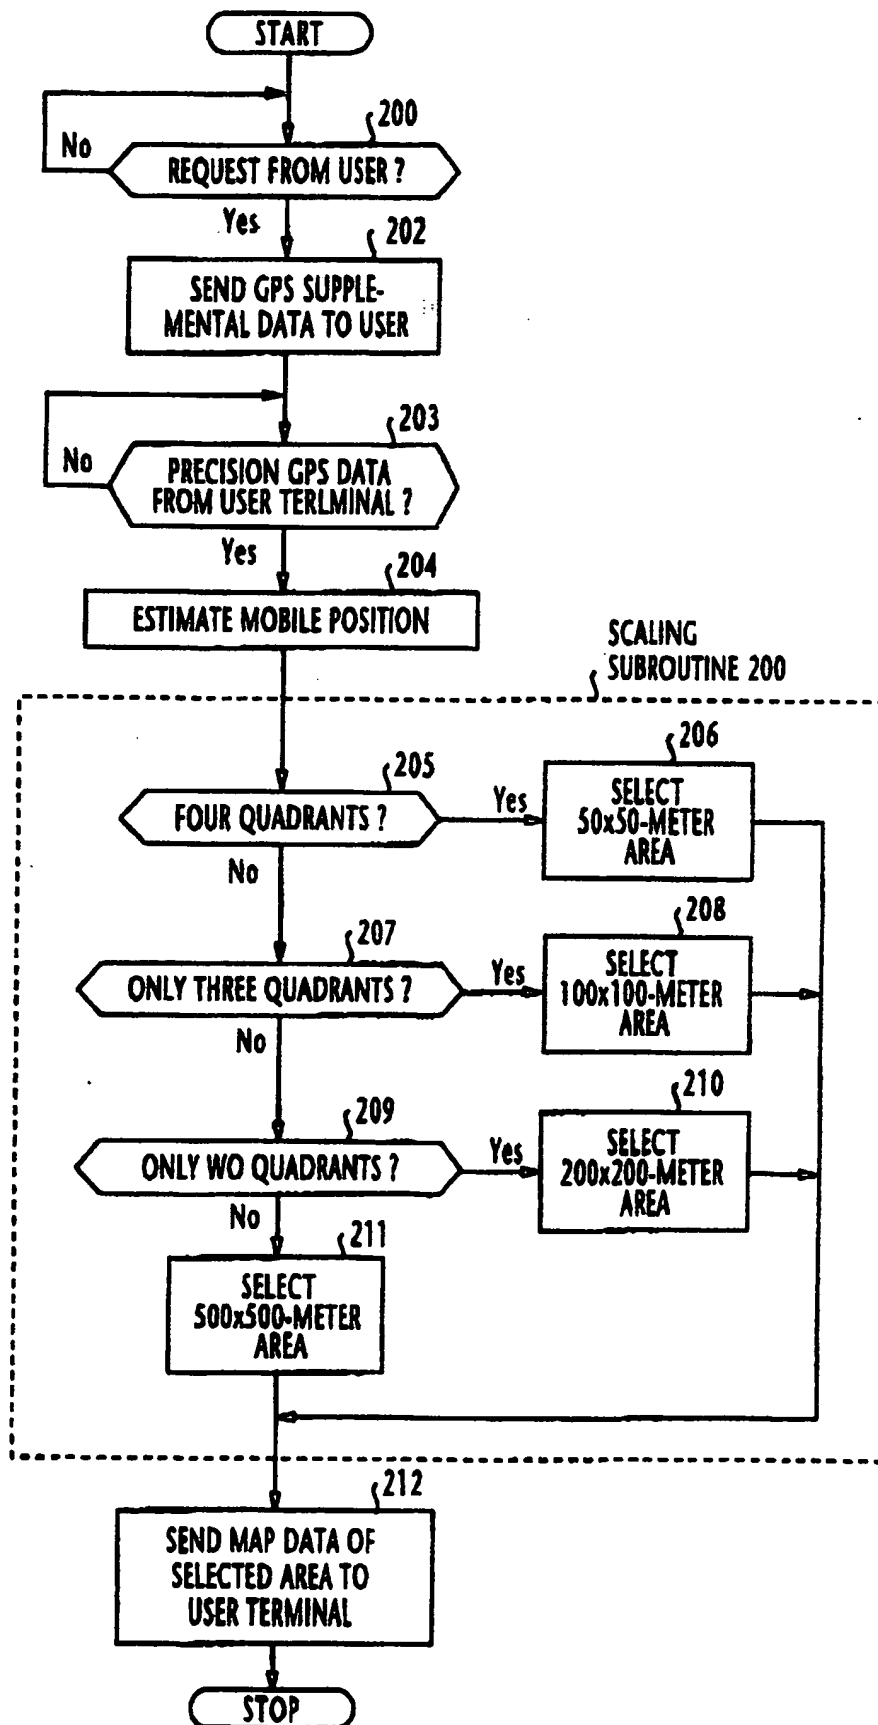 START
200
No
REQUEST FROM USER ?
Yes
202
SEND GPS SUPPLE-
MENTAL DATA TO USER
203
No
PRECISION GPS DATA
FROM USER TERLMINAL ?
Yes
204
ESTIMATE MOBILE POSITION
SCALING
SUBROUTINE 200
205
FOUR QUADRANTS ?
Yes
206
SELECT
50x50-METER
AREA
No
207
ONLY THREE QUADRANTS ?
Yes
208
SELECT
100x100-METER
AREA
No
209
ONLY WO QUADRANTS ?
Yes
210
SELECT
200x200-METER
AREA
No
211
SELECT
500x500-METER
AREA
212
SEND MAP DATA OF
SELECTED AREA TO
USER TERMINAL
STOP